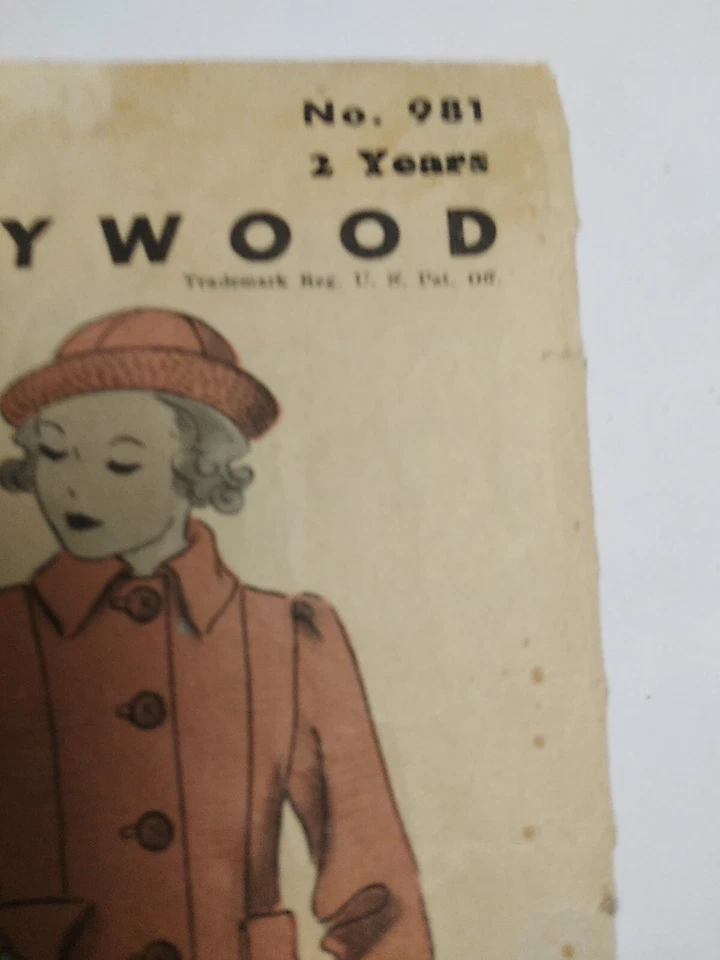 No. 981
2 Years
YWOOD
Trademark Reg. U. S. Pat. Off.